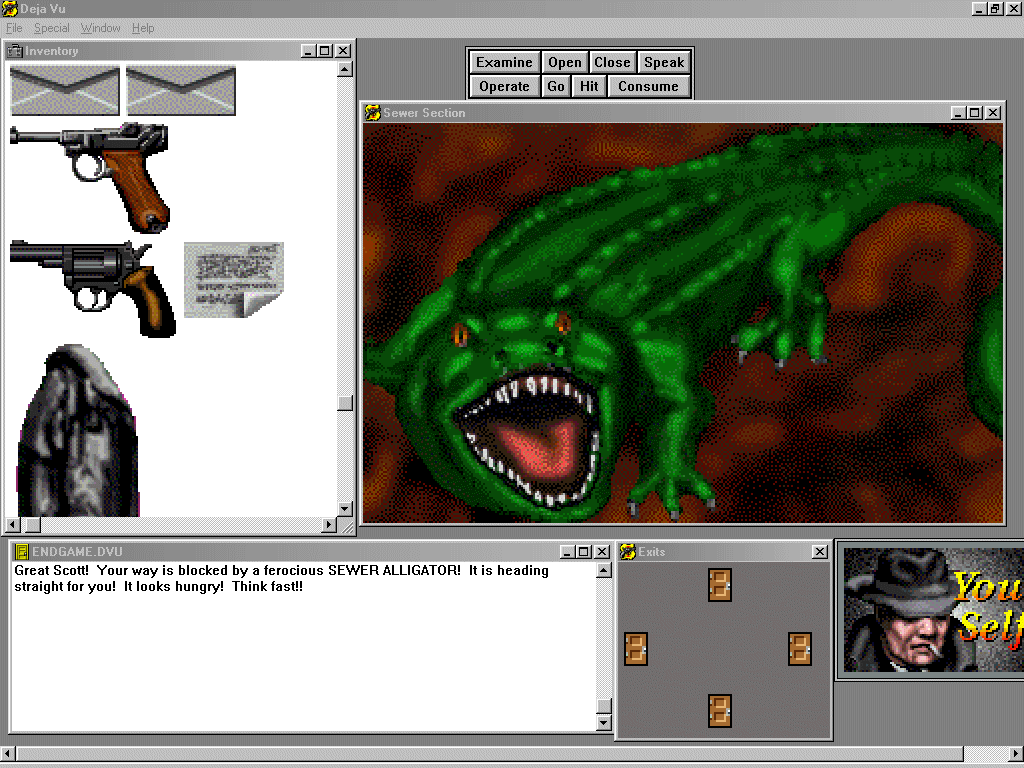 Deja Vu
File Special Window Help
Inventory
Examine Open Close Speak
Operate Go Hit Consume
Sewer Section
ENDGAME.DVU
Great Scott! Your way is blocked by a ferocious SEWER ALLIGATOR! It is heading
straight for you! It looks hungry! Think fast!!
Exits
You
Self